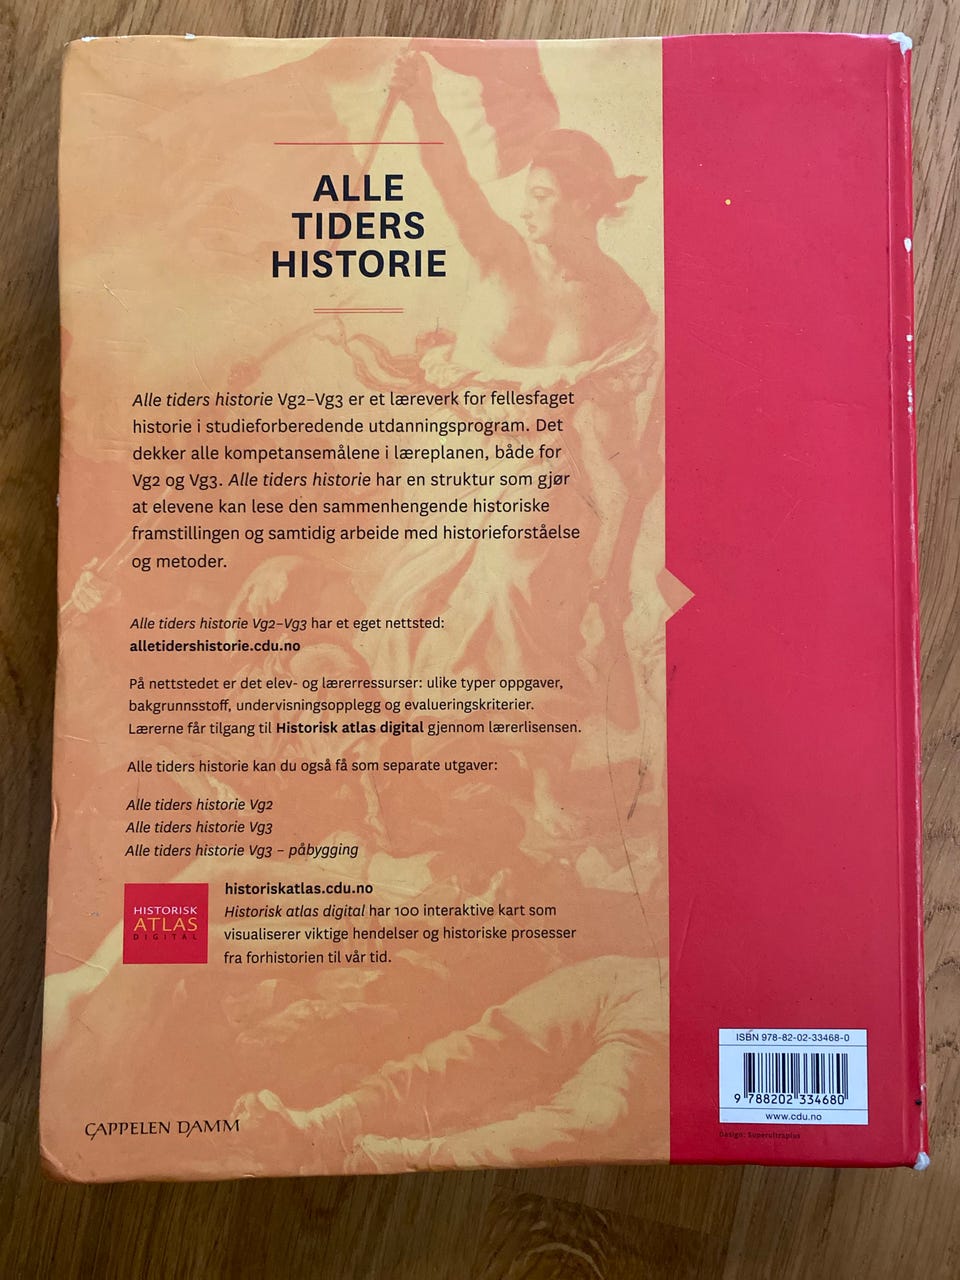 ALLE
TIDERS
HISTORIE
Alle tiders historie Vg2–Vg3 er et læreverk for fellesfaget
historie i studieforberedende utdanningsprogram. Det
dekker alle kompetansemålene i læreplanen, både for
Vg2 og Vg3. Alle tiders historie har en struktur som gjør
at elevene kan lese den sammenhengende historiske
framstillingen og samtidig arbeide med historieforståelse
og metoder.
Alle tiders historie Vg2–Vg3 har et eget nettsted:
alletidershistorie.cdu.no
På nettstedet er det elev- og lærerressurser: ulike typer oppgaver,
bakgrunnsstoff, undervisningsopplegg og evalueringskriterier.
Lærerne får tilgang til Historisk atlas digital gjennom lærerlisensen.
Alle tiders historie kan du også få som separate utgaver:
Alle tiders historie Vg2
Alle tiders historie Vg3
Alle tiders historie Vg3 – påbygging
HISTORISK
ATLAS
DIGITAL
historiskatlas.cdu.no
Historisk atlas digital har 100 interaktive kart som
visualiserer viktige hendelser og historiske prosesser
fra forhistorien til vår tid.
CAPPELEN DAMM
ISBN 978-82-02-33468-0
9 788202 334680
www.cdu.no
Design: Superultraplus